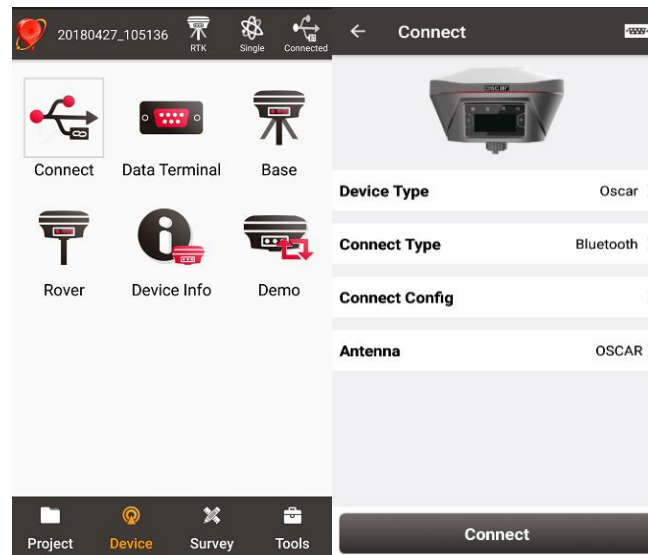 20180427_105136
RTK
Single
Connected
Connect
Data Terminal
Base
Rover
Device Info
Demo
Project
Device
Survey
Tools
Connect
OSCAR
Device Type
Oscar
Connect Type
Bluetooth
Connect Config
Antenna
OSCAR
Connect